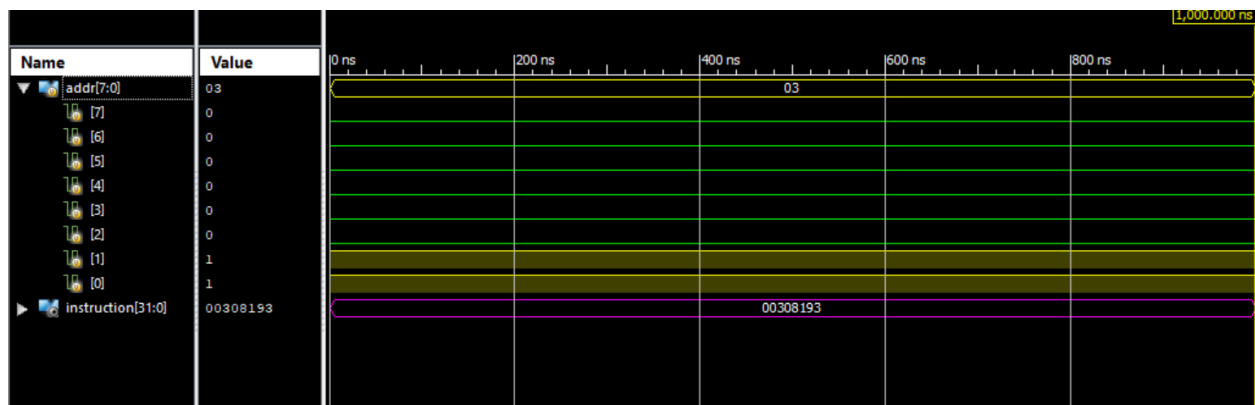 1,000.000 ns
Name Value 0 ns 200 ns 400 ns 600 ns 800 ns
addr[7:0] 03 03
[7] 0
[6] 0
[5] 0
[4] 0
[3] 0
[2] 0
[1] 1
[0] 1
instruction[31:0] 00308193 00308193